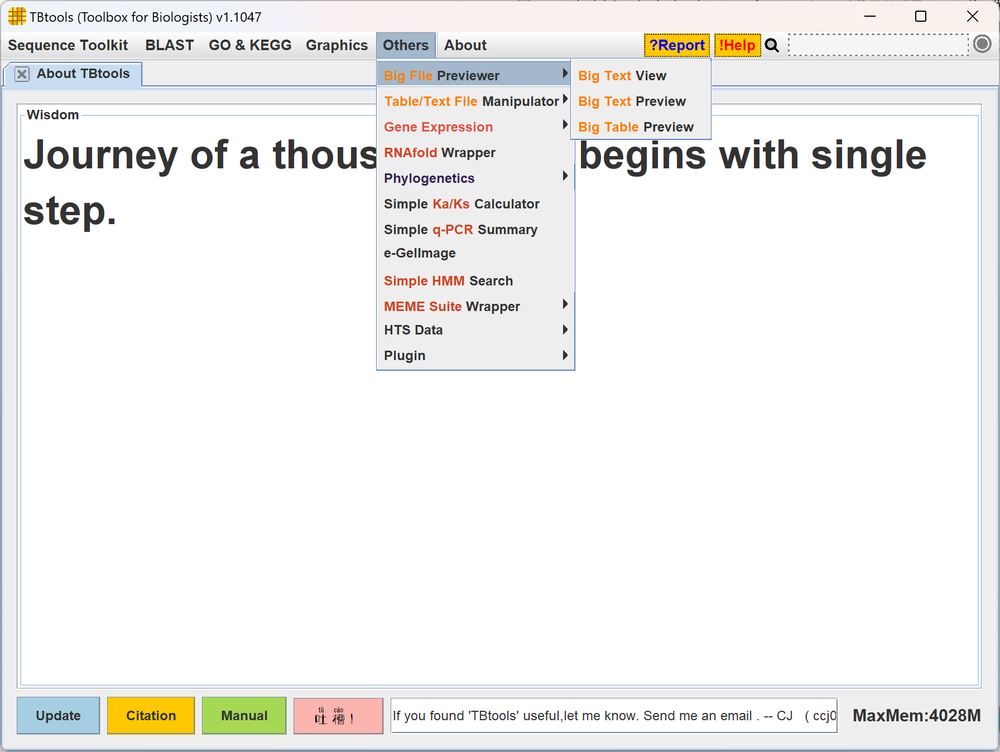 TBtools (Toolbox for Biologists) v1.1047
Sequence Toolkit BLAST GO & KEGG Graphics Others About ?Report !Help
About TBtools
Big File Previewer
Table/Text File Manipulator
Gene Expression
RNAfold Wrapper
Phylogenetics
Simple Ka/Ks Calculator
Simple q-PCR Summary
e-GelImage
Simple HMM Search
MEME Suite Wrapper
HTS Data
Plugin
Big Text View
Big Text Preview
Big Table Preview
Wisdom
Journey of a thous begins with single
step.
Update Citation Manual
tǔ cáo
吐槽!
If you found 'TBtools' useful,let me know. Send me an email . -- CJ ( ccj0
MaxMem:4028M